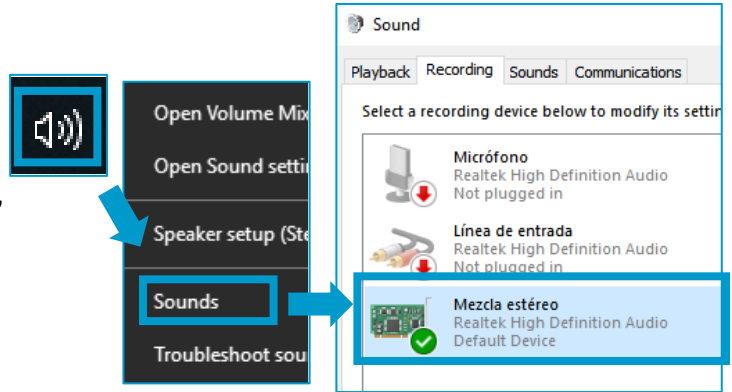 Open Volume Mix
Open Sound settin
Speaker setup (Ste
Sounds
Troubleshoot sou
Sound
Playback Recording Sounds Communications
Select a recording device below to modify its settin
Micrófono
Realtek High Definition Audio
Not plugged in
Línea de entrada
Realtek High Definition Audio
Not plugged in
Mezcla estéreo
Realtek High Definition Audio
Default Device